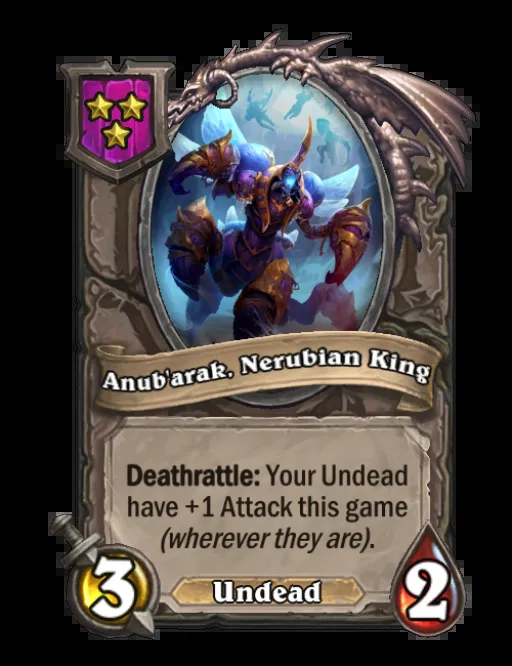 Anub'arak, Nerubian King
Deathrattle: Your Undead
have +1 Attack this game
(wherever they are).
3
Undead
2